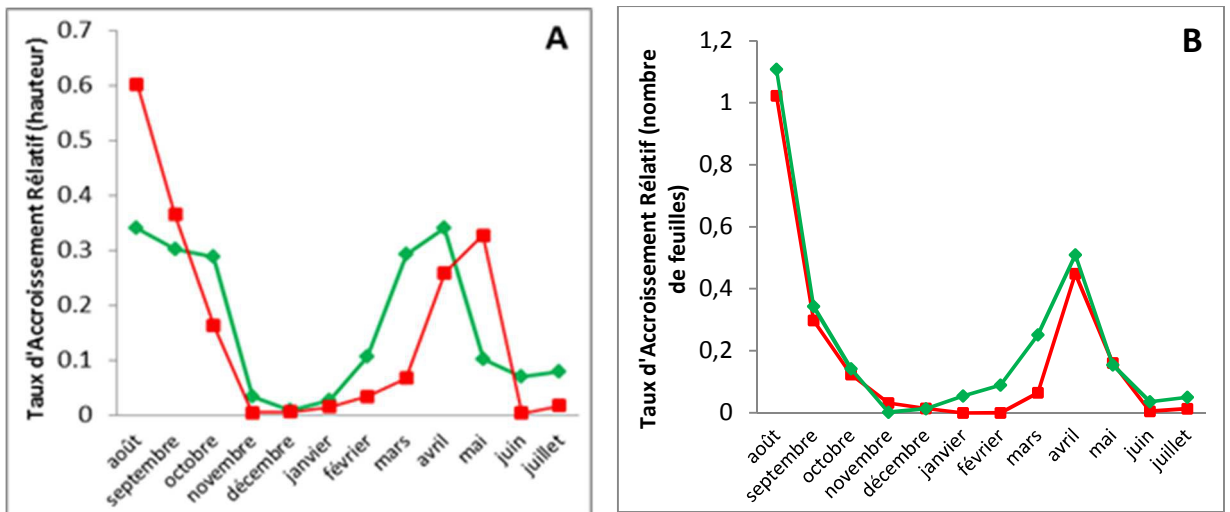 A
Taux d'Accroissement Rélatif (hauteur)
0.7
0.6
0.5
0.4
0.3
0.2
0.1
0
août
septembre
octobre
novembre
décembre
janvier
février
mars
avril
mai
juin
juillet
B
Taux d'Accroissement Rélatif (nombre
de feuilles)
1,2
1
0,8
0,6
0,4
0,2
0
août
septembre
octobre
novembre
décembre
janvier
février
mars
avril
mai
juin
juillet